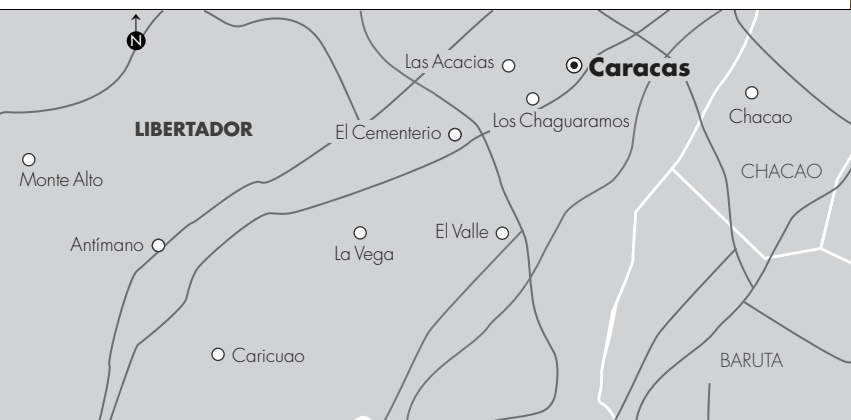 N
Las Acacias
Caracas
Chacao
Los Chaguaramos
LIBERTADOR
El Cementerio
CHACAO
Monte Alto
Antímano
El Valle
La Vega
Caricuao
BARUTA